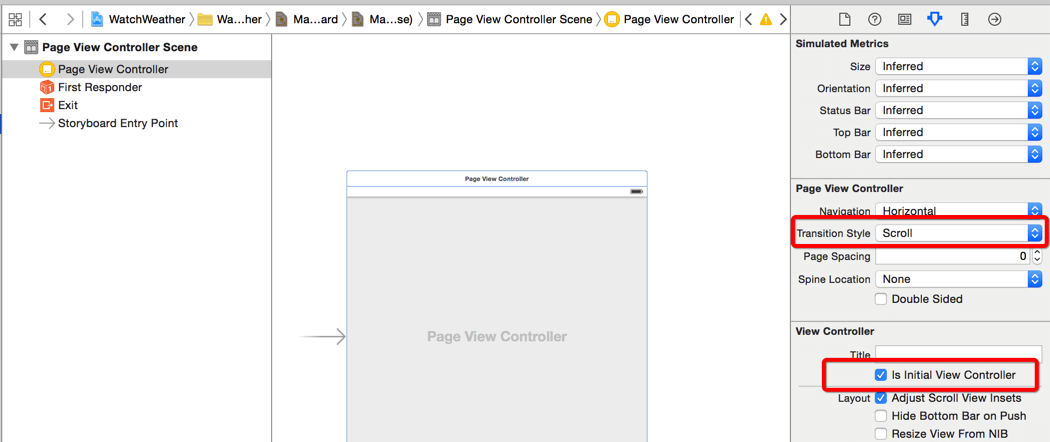 WatchWeather Wa...her Ma...ard Ma...se) Page View Controller Scene Page View Controller
Page View Controller Scene
Page View Controller
First Responder
Exit
Storyboard Entry Point
Page View Controller
Page View Controller
Simulated Metrics
Size Inferred
Orientation Inferred
Status Bar Inferred
Top Bar Inferred
Bottom Bar Inferred
Page View Controller
Navigation Horizontal
Transition Style Scroll
Page Spacing 0
Spine Location None
Double Sided
View Controller
Title
Is Initial View Controller
Layout Adjust Scroll View Insets
Hide Bottom Bar on Push
Resize View From NIB